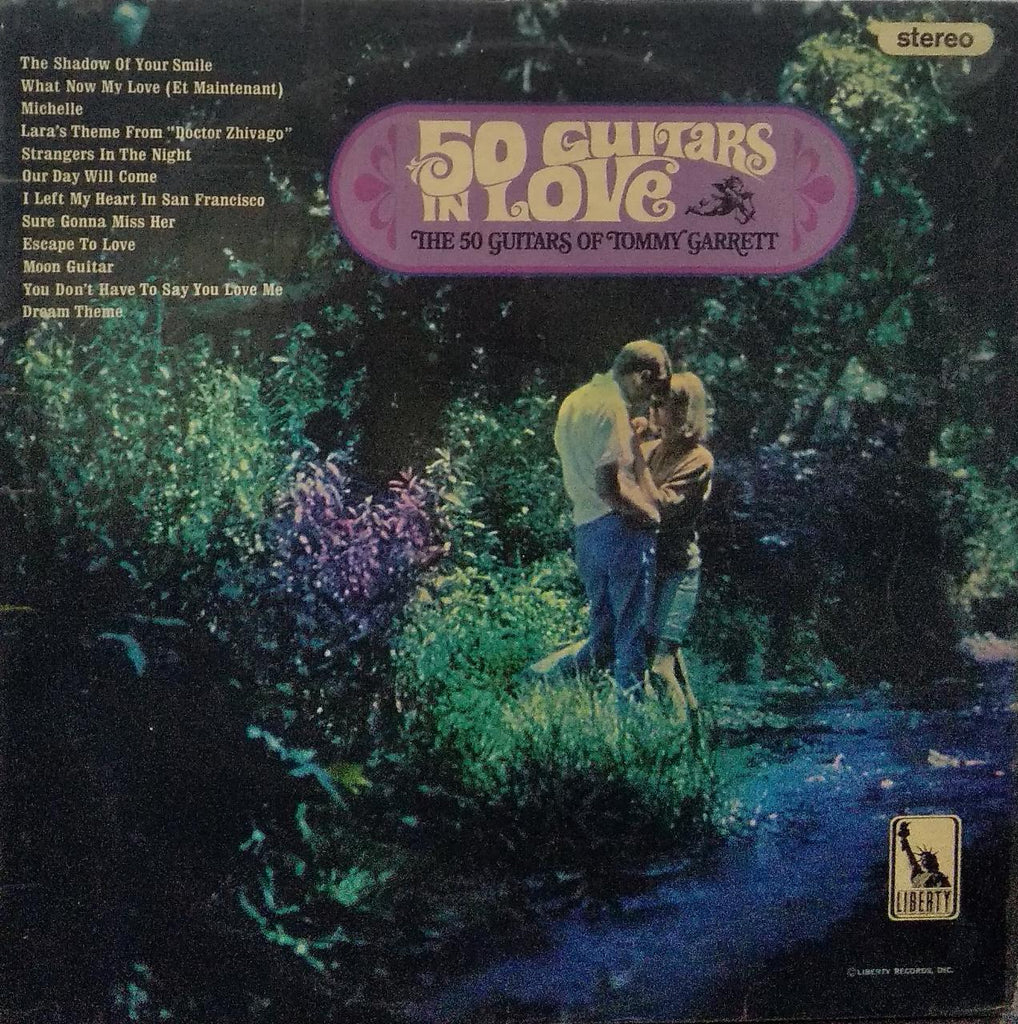 stereo
The Shadow Of Your Smile
What Now My Love (Et Maintenant)
Michelle
Lara's Theme From "Doctor Zhivago"
Strangers In The Night
Our Day Will Come
I Left My Heart In San Francisco
Sure Gonna Miss Her
Escape To Love
Moon Guitar
You Don't Have To Say You Love Me
Dream Theme
50 GUITARS
IN LOVE
THE 50 GUITARS OF TOMMY GARRETT
LIBERTY
© LIBERTY RECORDS, INC.